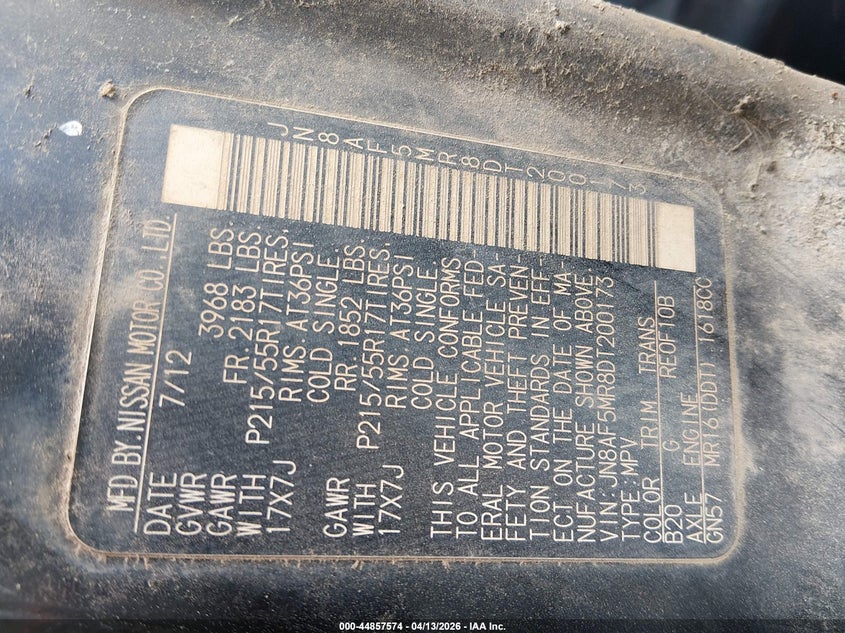 JN8AF5MR8DT200173
MFD BY.NISSAN MOTOR CO.,LTD.
DATE 7/12
GVWR 3968 LBS.
GAWR FR.2183 LBS.
WITH P215/55R17TIRES.
17X7J RIMS.AT36PSI
COLD SINGLE.
GAWR RR 1852 LBS.
WITH P215/55R17TIRES.
17X7J RIMS.AT36PSI
COLD SINGLE.
THIS VEHICLE CONFORMS
TO ALL APPLICABLE FED-
ERAL MOTOR VEHICLE SA-
FETY AND THEFT PREVEN-
TION STANDARDS IN EFF-
ECT ON THE DATE OF MA-
NUFACTURE SHOWN ABOVE.
VIN:JN8AF5MR8DT200173
TYPE:MPV
COLOR TRIM TRANS
B20 G RE0F10B
AXLE ENGINE
GN57 MR16(DDT) 1618CC
000-44857574 - 04/13/2026 - IAA Inc.